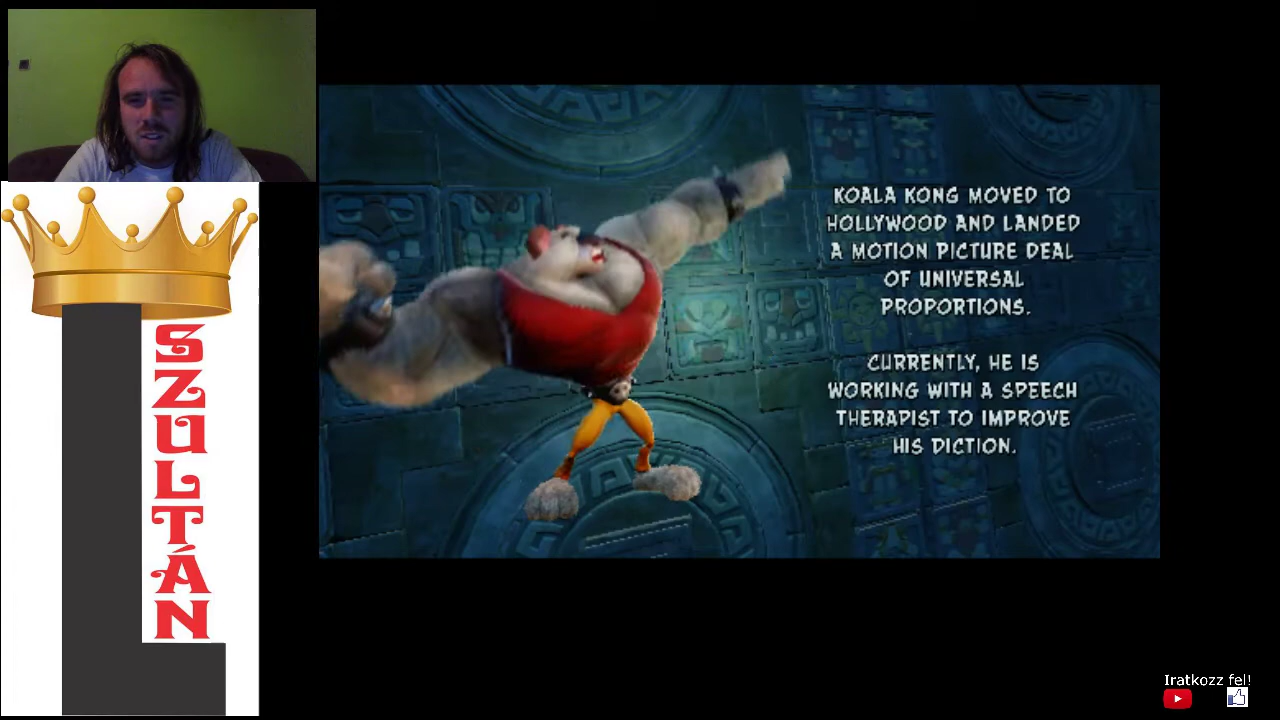 L
SZULTÁN
KOALA KONG MOVED TO
HOLLYWOOD AND LANDED
A MOTION PICTURE DEAL
OF UNIVERSAL
PROPORTIONS.
CURRENTLY, HE IS
WORKING WITH A SPEECH
THERAPIST TO IMPROVE
HIS DICTION.
Iratkozz fel!